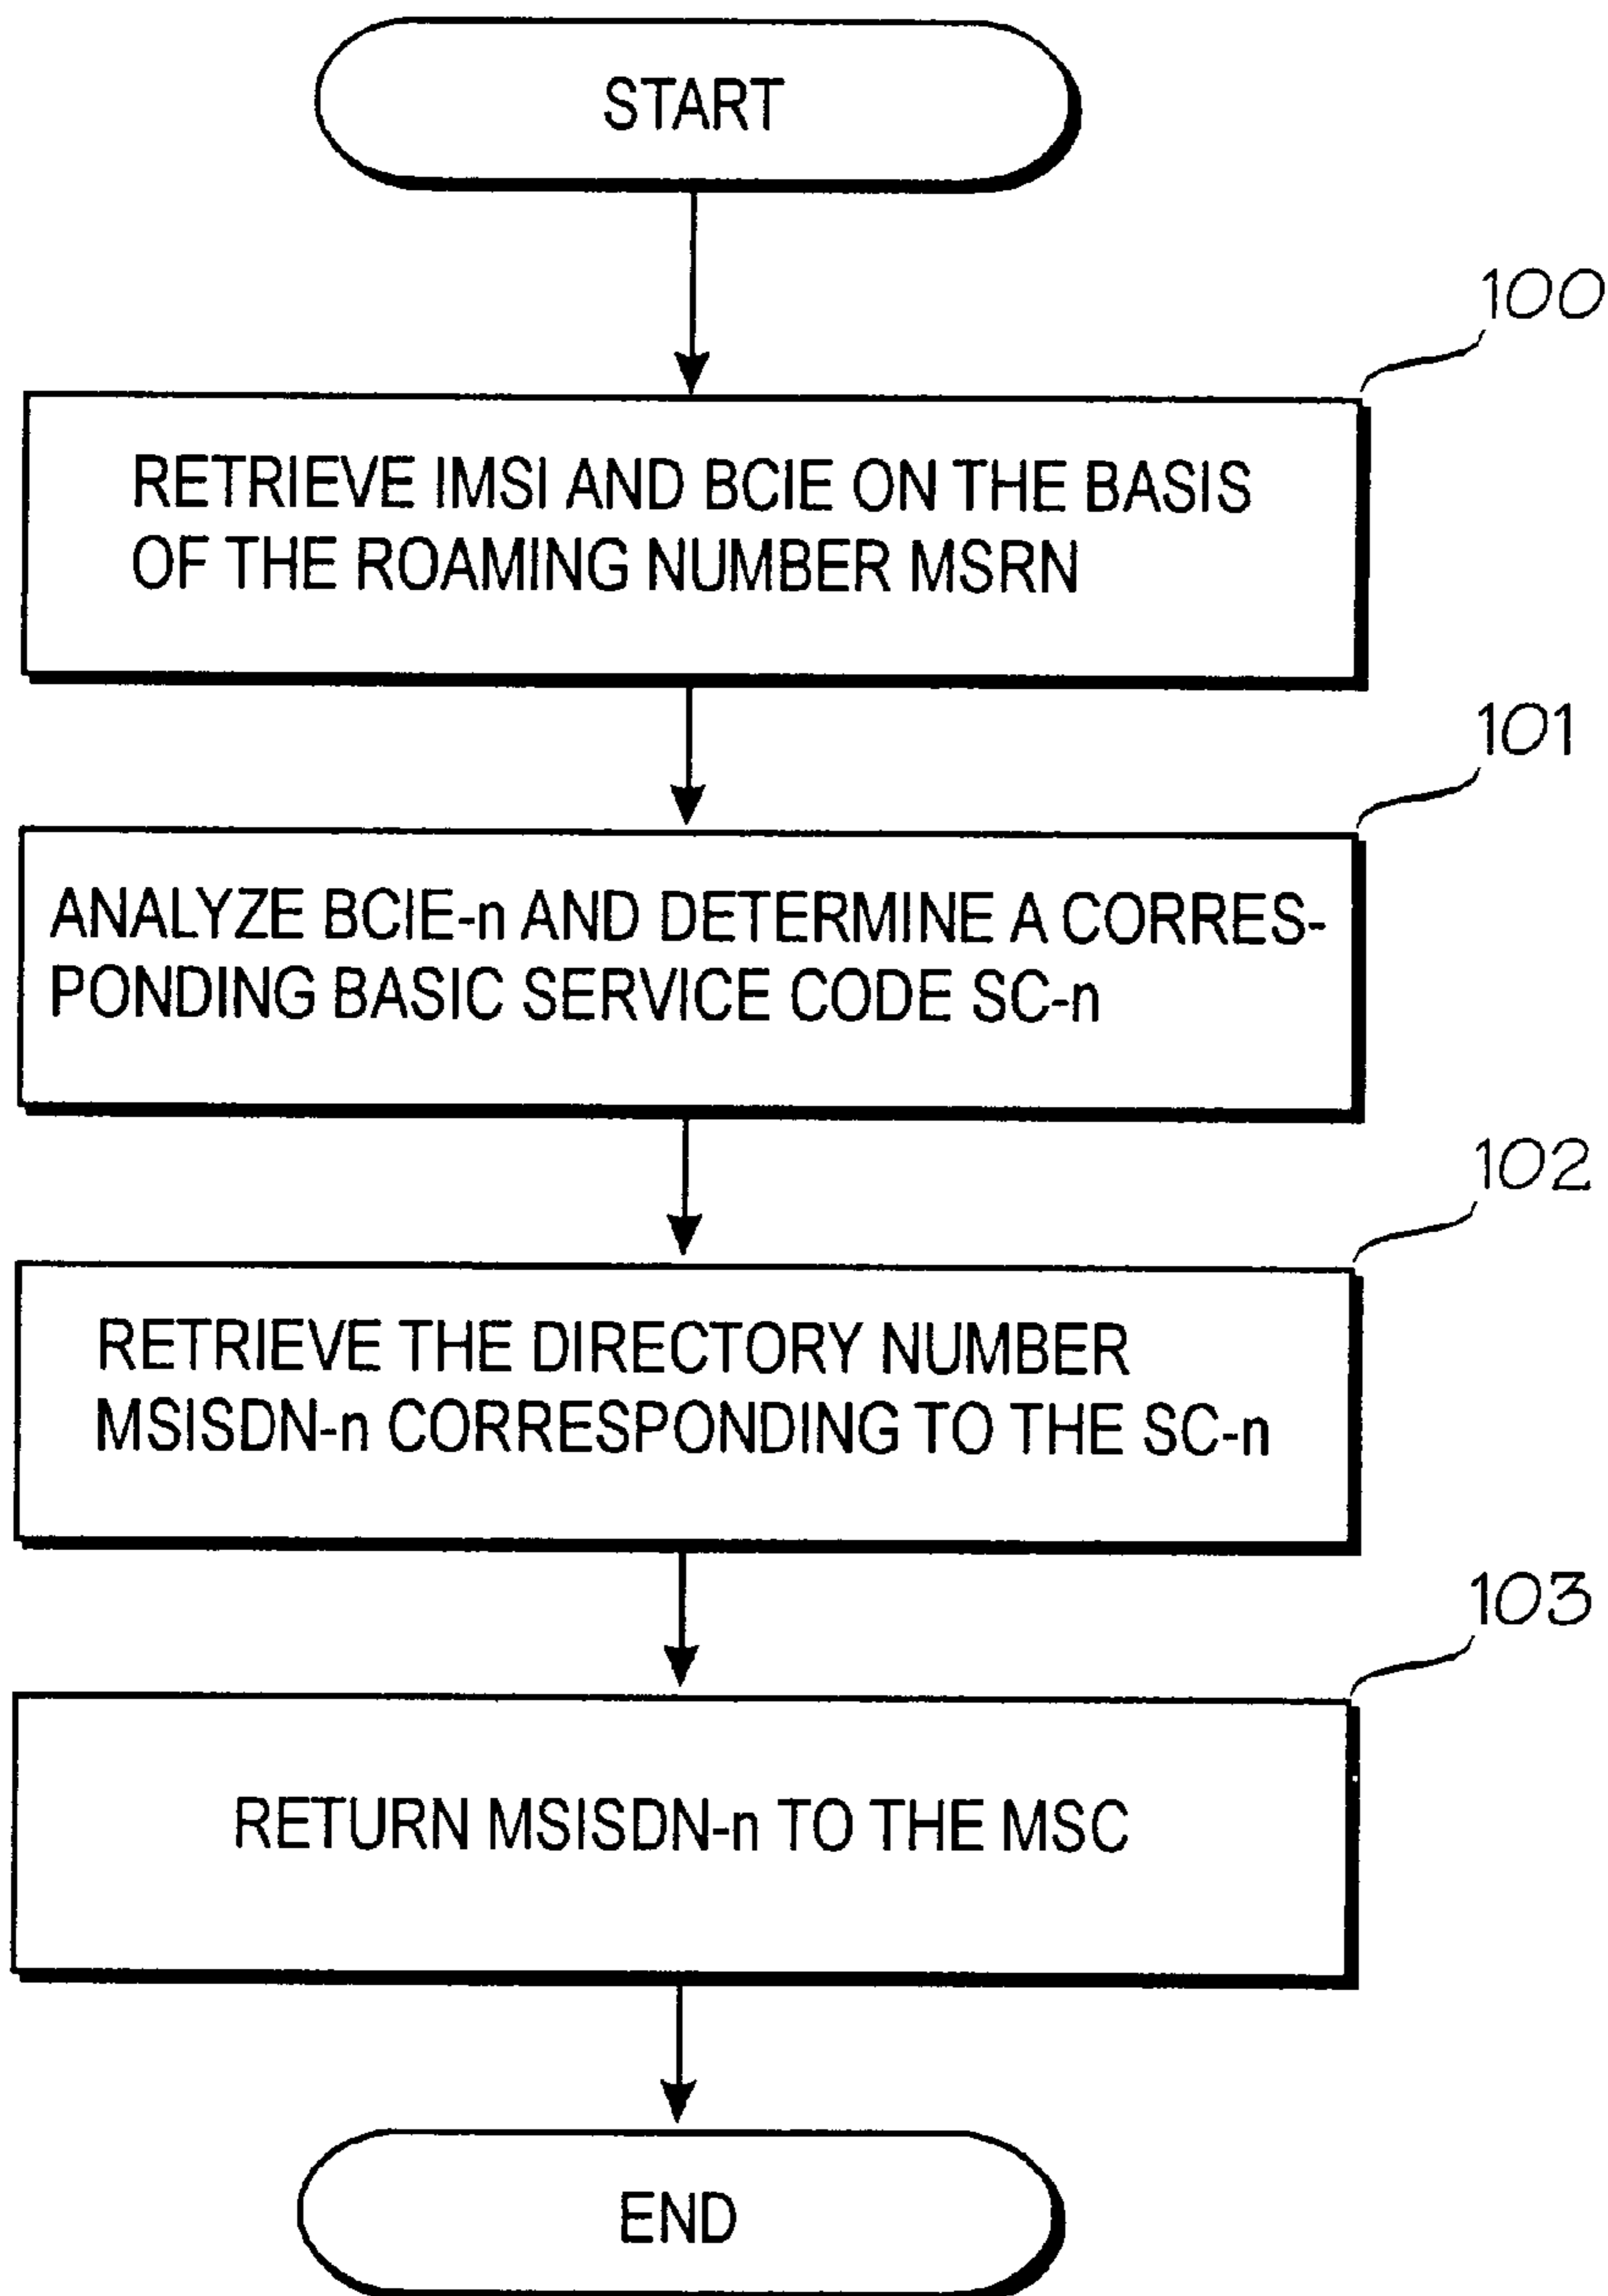 START
100
RETRIEVE IMSI AND BCIE ON THE BASIS
OF THE ROAMING NUMBER MSRN
101
ANALYZE BCIE-n AND DETERMINE A CORRES-
PONDING BASIC SERVICE CODE SC-n
102
RETRIEVE THE DIRECTORY NUMBER
MSISDN-n CORRESPONDING TO THE SC-n
103
RETURN MSISDN-n TO THE MSC
END